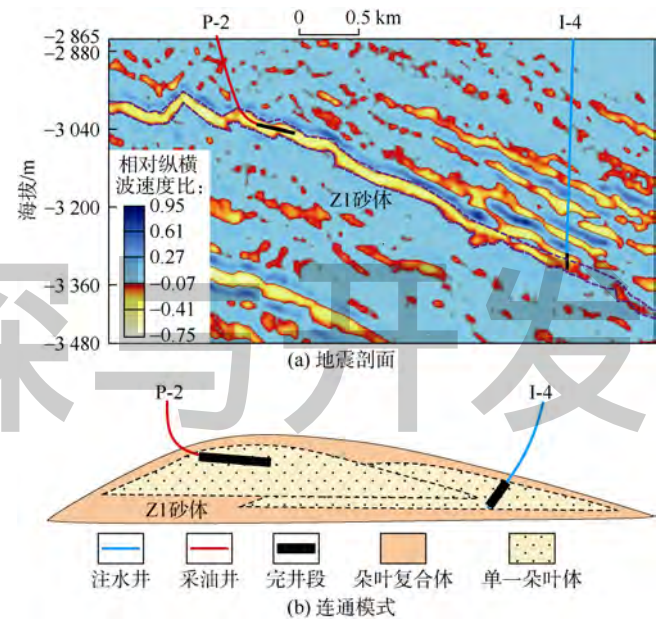 P-2
0 0.5 km
I-4
-2 865
-2 880
-3 040
-3 200
-3 360
-3 480
海拔/m
相对纵横
波速度比:
0.95
0.61
0.27
-0.07
-0.41
-0.75
Z1砂体
(a) 地震剖面
探与开发
P-2
I-4
Z1砂体
注水井 采油井 完井段 朵叶复合体 单一朵叶体
(b) 连通模式